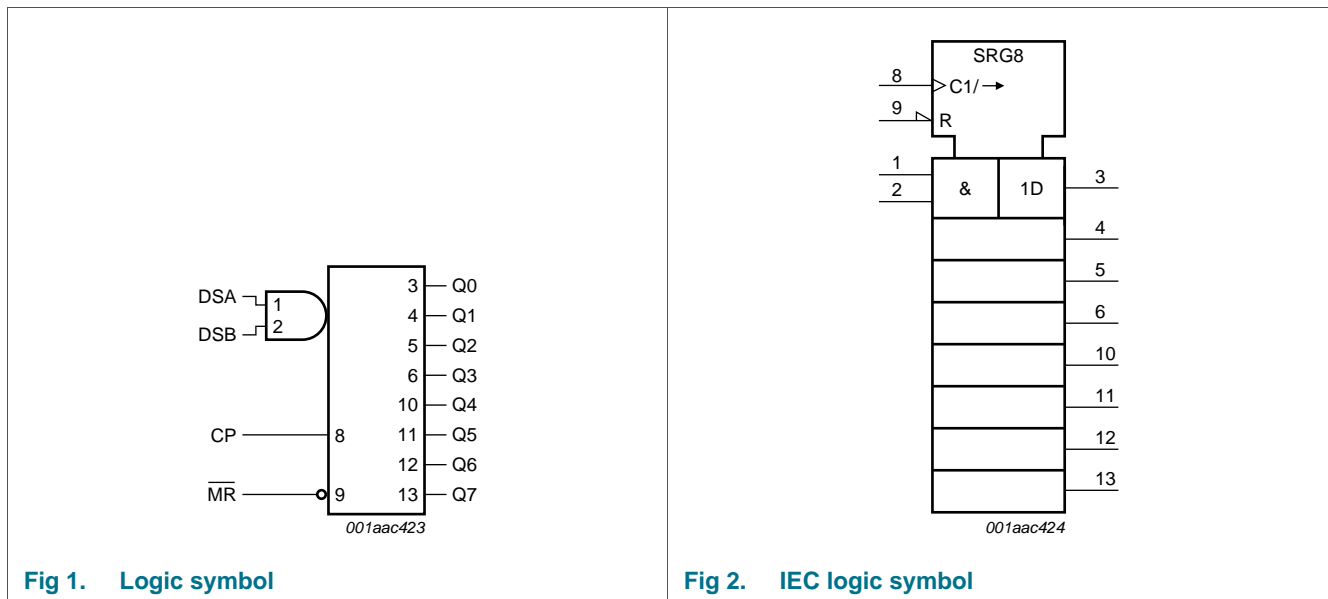 DSA
DSB
1
2
CP
8
MR
9
3 Q0
4 Q1
5 Q2
6 Q3
10 Q4
11 Q5
12 Q6
13 Q7
001aac423
Fig 1. Logic symbol
SRG8
8 C1/→
9 R
1
2
& 1D 3
4
5
6
10
11
12
13
001aac424
Fig 2. IEC logic symbol